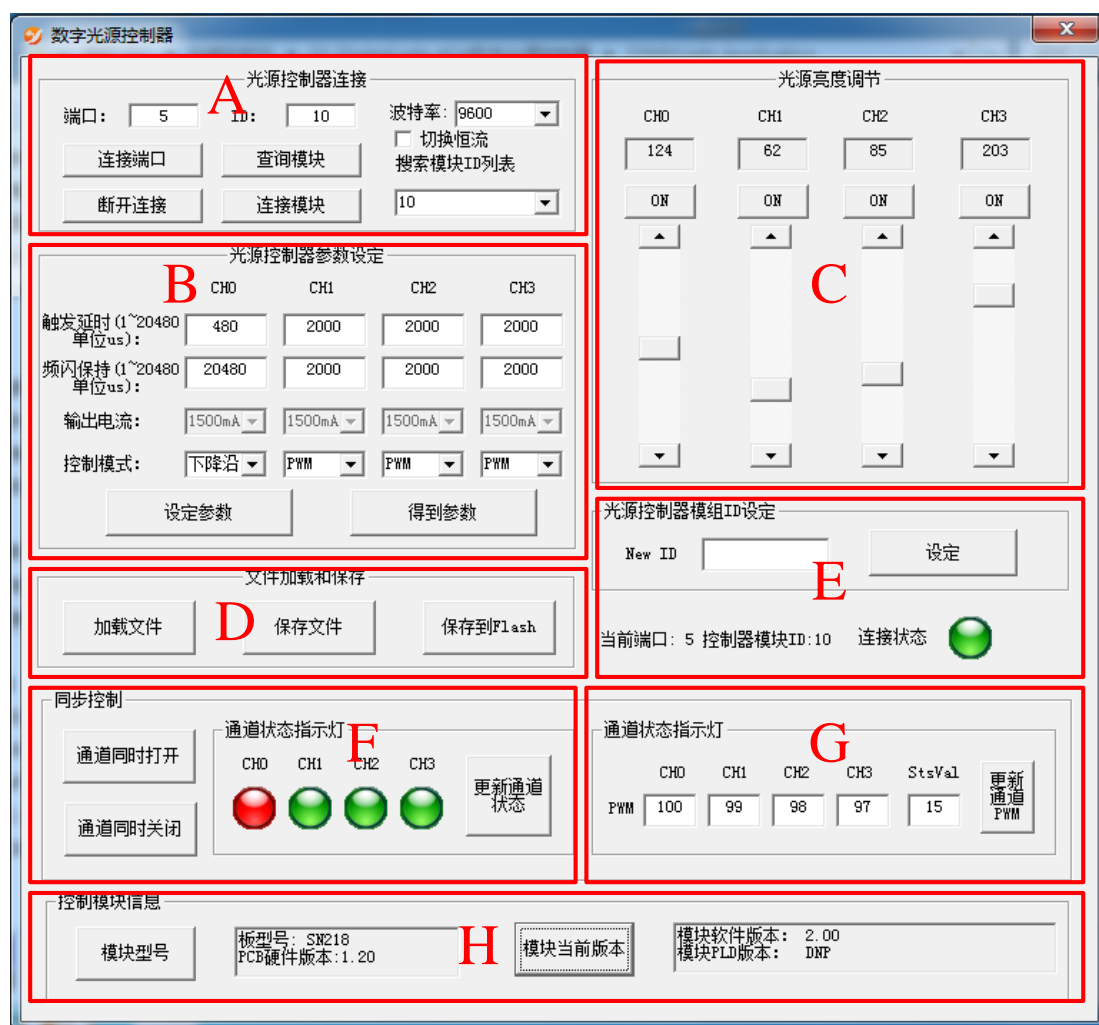 数字光源控制器
光源控制器连接
A
端口: 5 ID: 10 波特率: 9600
切换恒流
连接端口 查询模块 搜索模块ID列表
断开连接 连接模块 10
光源亮度调节
CH0 CH1 CH2 CH3
124 62 85 203
ON ON ON ON
C
光源控制器参数设定
B
CH0 CH1 CH2 CH3
触发延时(1~20480 480 2000 2000 2000
单位us):
频闪保持(1~20480 20480 2000 2000 2000
单位us):
输出电流: 1500mA 1500mA 1500mA 1500mA
控制模式: 下降沿 PWM PWM PWM
设定参数 得到参数
光源控制器模组ID设定
New ID 设定
E
当前端口: 5 控制器模块ID:10 连接状态
文件加载和保存
加载文件 D 保存文件 保存到Flash
同步控制
通道状态指示灯 F
通道同时打开 CH0 CH1 CH2 CH3
更新通道
状态
通道同时关闭
通道状态指示灯 G
CH0 CH1 CH2 CH3 StsVal
PWM 100 99 98 97 15
更新
通道
PWM
控制模块信息
模块型号
板型号: SN218
PCB硬件版本:1.20
H
模块当前版本
模块软件版本: 2.00
模块PLD版本: DNP